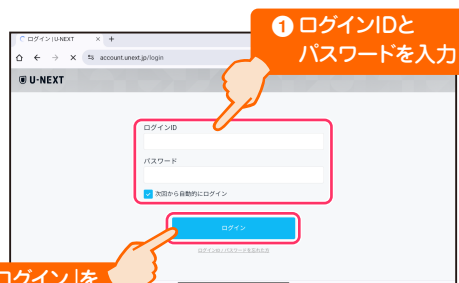 ログイン | U-NEXT
account.unext.jp/login
1 ログインIDと
パスワードを入力
U-NEXT
ログインID
パスワード
次回から自動的にログイン
ログイン
ログインID / パスワードを忘れた方
ログイン」を